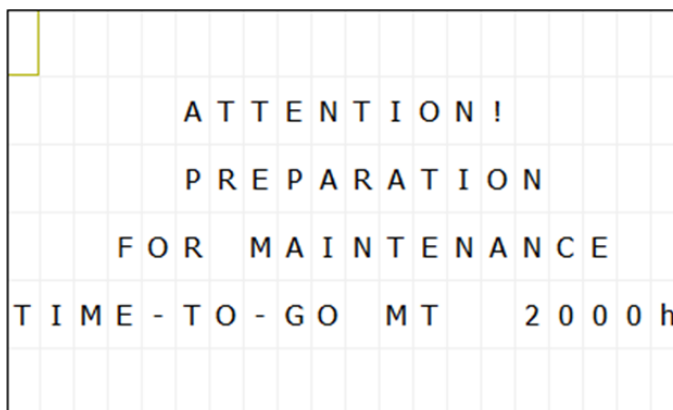 ATTENTION!
PREPARATION
FOR MAINTENANCE
TIME-TO-GO MT 2000h